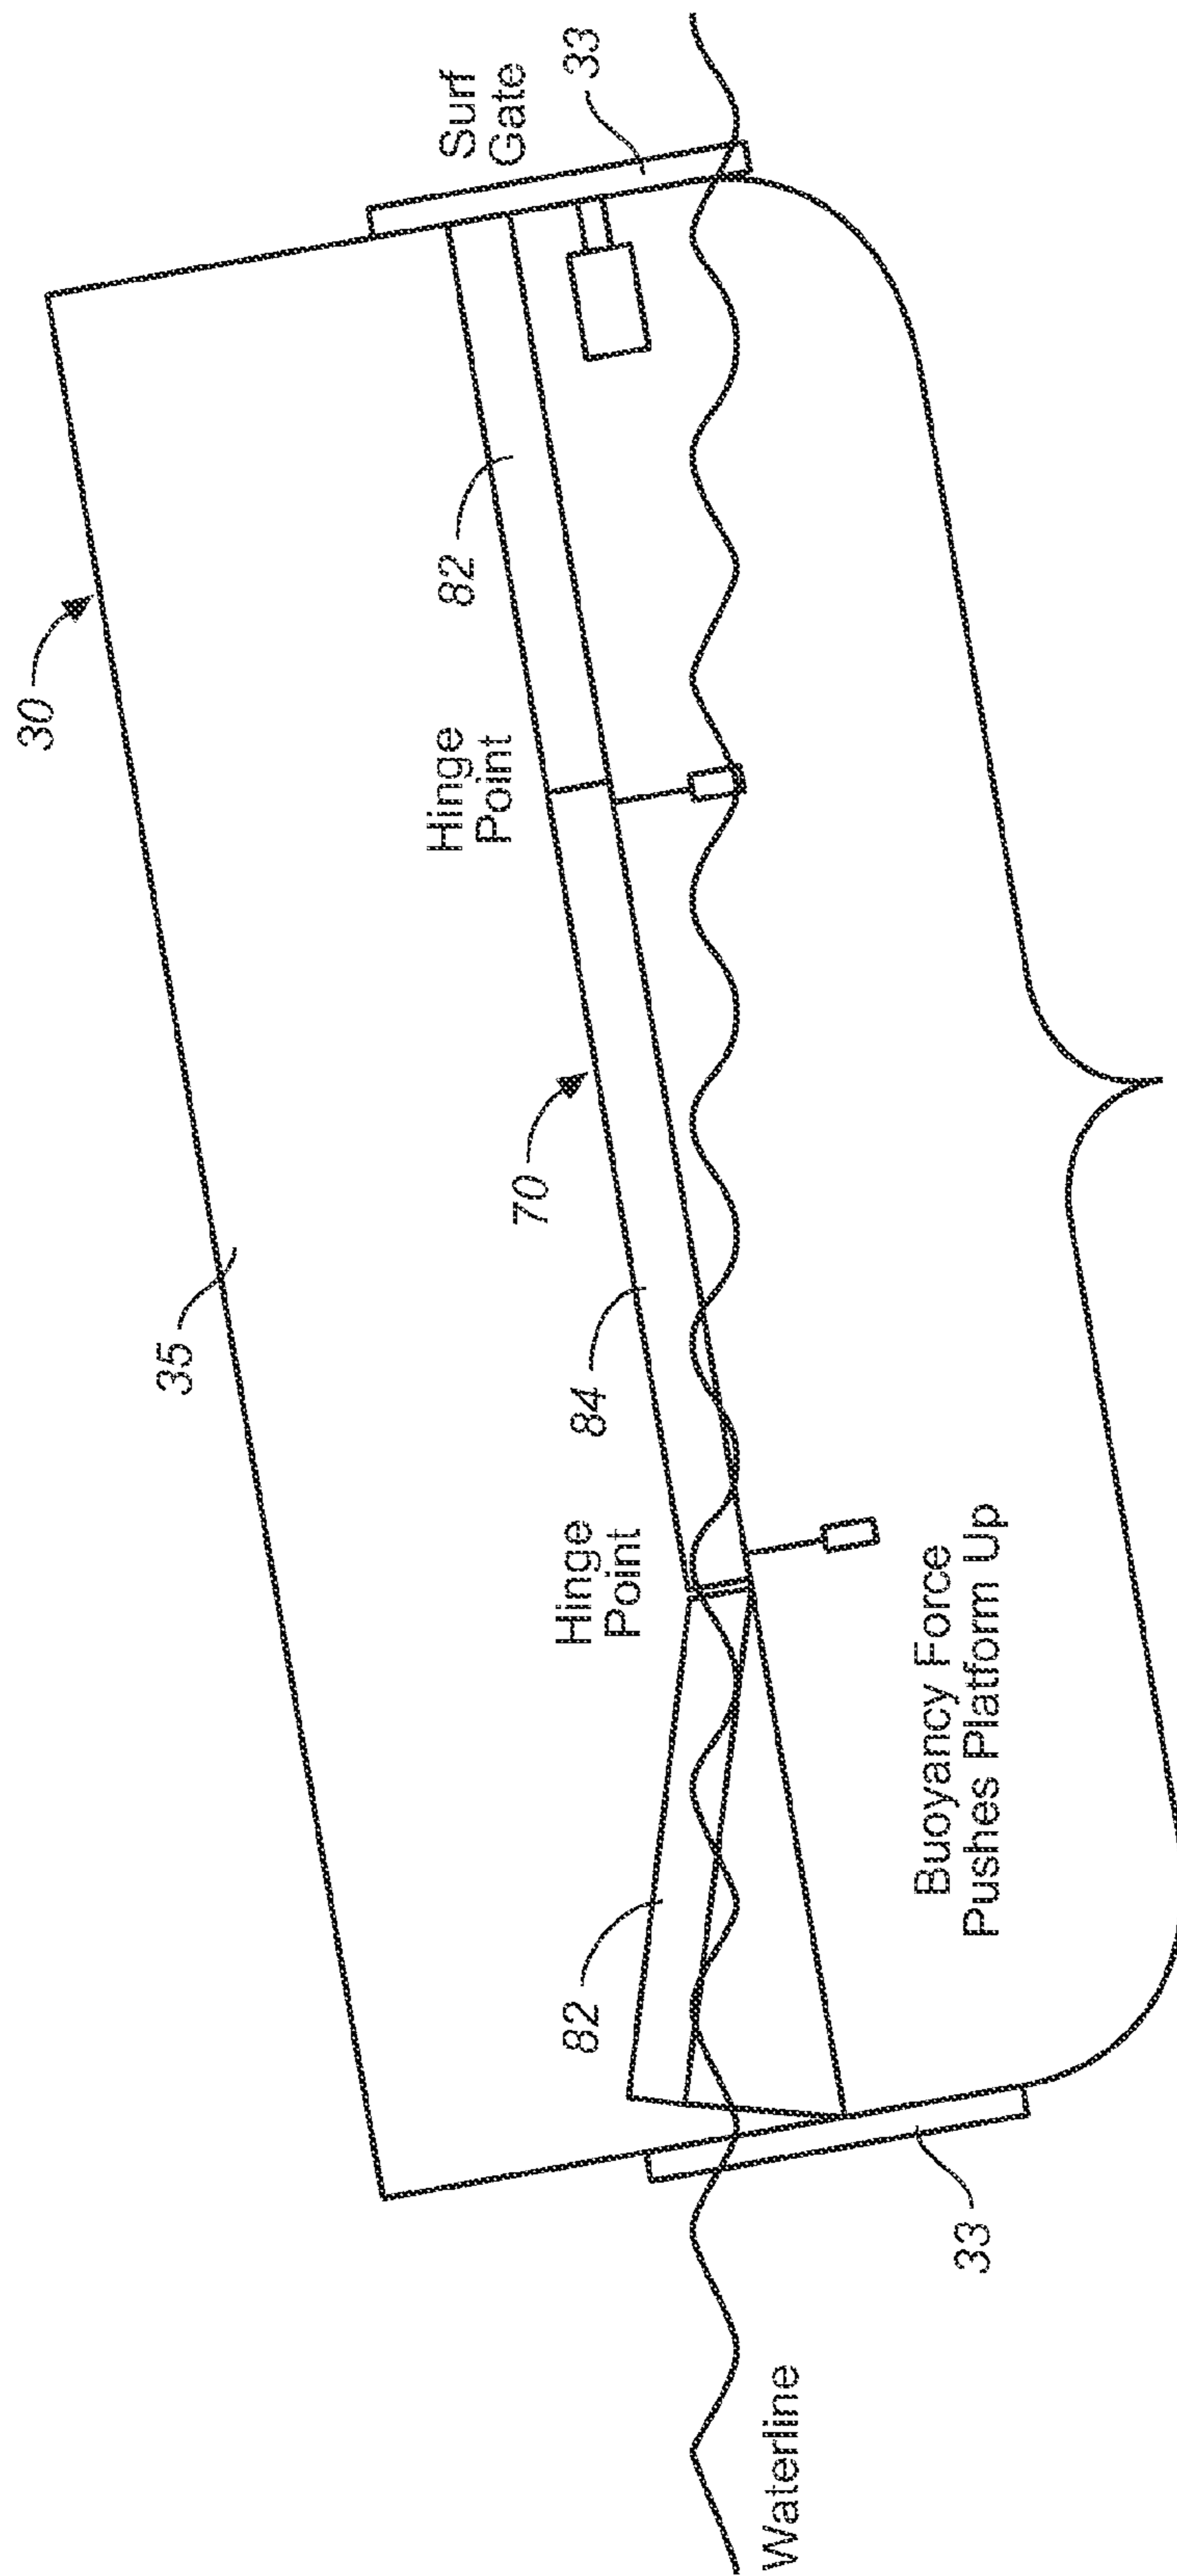 30
35
Surf
Gate
33
82
Hinge
Point
70
84
Hinge
Point
82
Buoyancy Force
Pushes Platform Up
33
Waterline